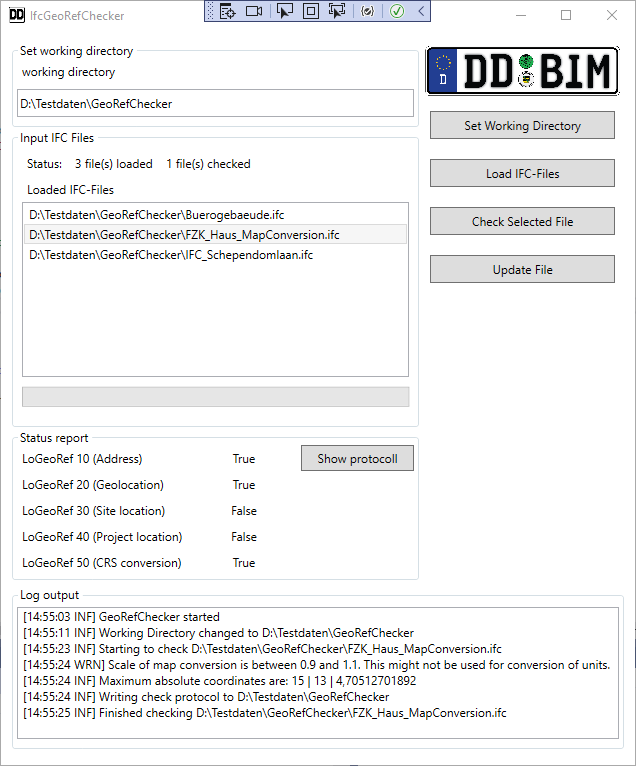 DD IfcGeoRefChecker
Set working directory
working directory
D:\Testdaten\GeoRefChecker
D
DD BIM
Set Working Directory
Load IFC-Files
Check Selected File
Update File
Input IFC Files
Status: 3 file(s) loaded 1 file(s) checked
Loaded IFC-Files
D:\Testdaten\GeoRefChecker\Buerogebaeude.ifc
D:\Testdaten\GeoRefChecker\FZK_Haus_MapConversion.ifc
D:\Testdaten\GeoRefChecker\IFC_Schependomlaan.ifc
Status report
LoGeoRef 10 (Address) True
Show protocoll
LoGeoRef 20 (Geolocation) True
LoGeoRef 30 (Site location) False
LoGeoRef 40 (Project location) False
LoGeoRef 50 (CRS conversion) True
Log output
[14:55:03 INF] GeoRefChecker started
[14:55:11 INF] Working Directory changed to D:\Testdaten\GeoRefChecker
[14:55:23 INF] Starting to check D:\Testdaten\GeoRefChecker\FZK_Haus_MapConversion.ifc
[14:55:24 WRN] Scale of map conversion is between 0.9 and 1.1. This might not be used for conversion of units.
[14:55:24 INF] Maximum absolute coordinates are: 15 | 13 | 4,70512701892
[14:55:24 INF] Writing check protocol to D:\Testdaten\GeoRefChecker
[14:55:25 INF] Finished checking D:\Testdaten\GeoRefChecker\FZK_Haus_MapConversion.ifc